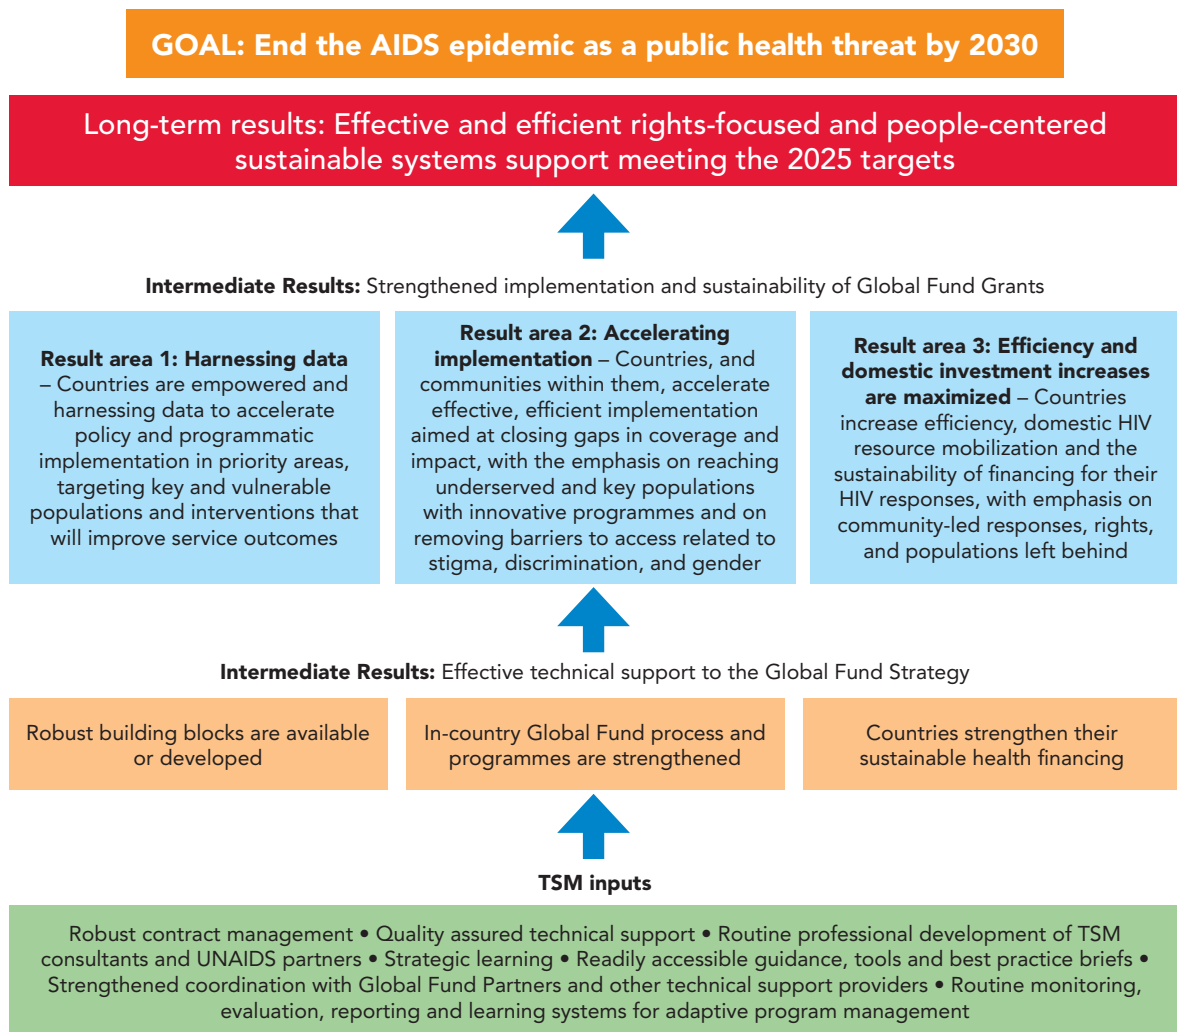 GOAL: End the AIDS epidemic as a public health threat by 2030
Long-term results: Effective and efficient rights-focused and people-centered
sustainable systems support meeting the 2025 targets
Intermediate Results: Strengthened implementation and sustainability of Global Fund Grants
Result area 1: Harnessing data
– Countries are empowered and
harnessing data to accelerate
policy and programmatic
implementation in priority areas,
targeting key and vulnerable
populations and interventions that
will improve service outcomes
Result area 2: Accelerating
implementation – Countries, and
communities within them, accelerate
effective, efficient implementation
aimed at closing gaps in coverage and
impact, with the emphasis on reaching
underserved and key populations
with innovative programmes and on
removing barriers to access related to
stigma, discrimination, and gender
Result area 3: Efficiency and
domestic investment increases
are maximized – Countries
increase efficiency, domestic HIV
resource mobilization and the
sustainability of financing for their
HIV responses, with emphasis on
community-led responses, rights,
and populations left behind
Intermediate Results: Effective technical support to the Global Fund Strategy
Robust building blocks are available
or developed
In-country Global Fund process and
programmes are strengthened
Countries strengthen their
sustainable health financing
TSM inputs
Robust contract management • Quality assured technical support • Routine professional development of TSM
consultants and UNAIDS partners • Strategic learning • Readily accessible guidance, tools and best practice briefs •
Strengthened coordination with Global Fund Partners and other technical support providers • Routine monitoring,
evaluation, reporting and learning systems for adaptive program management